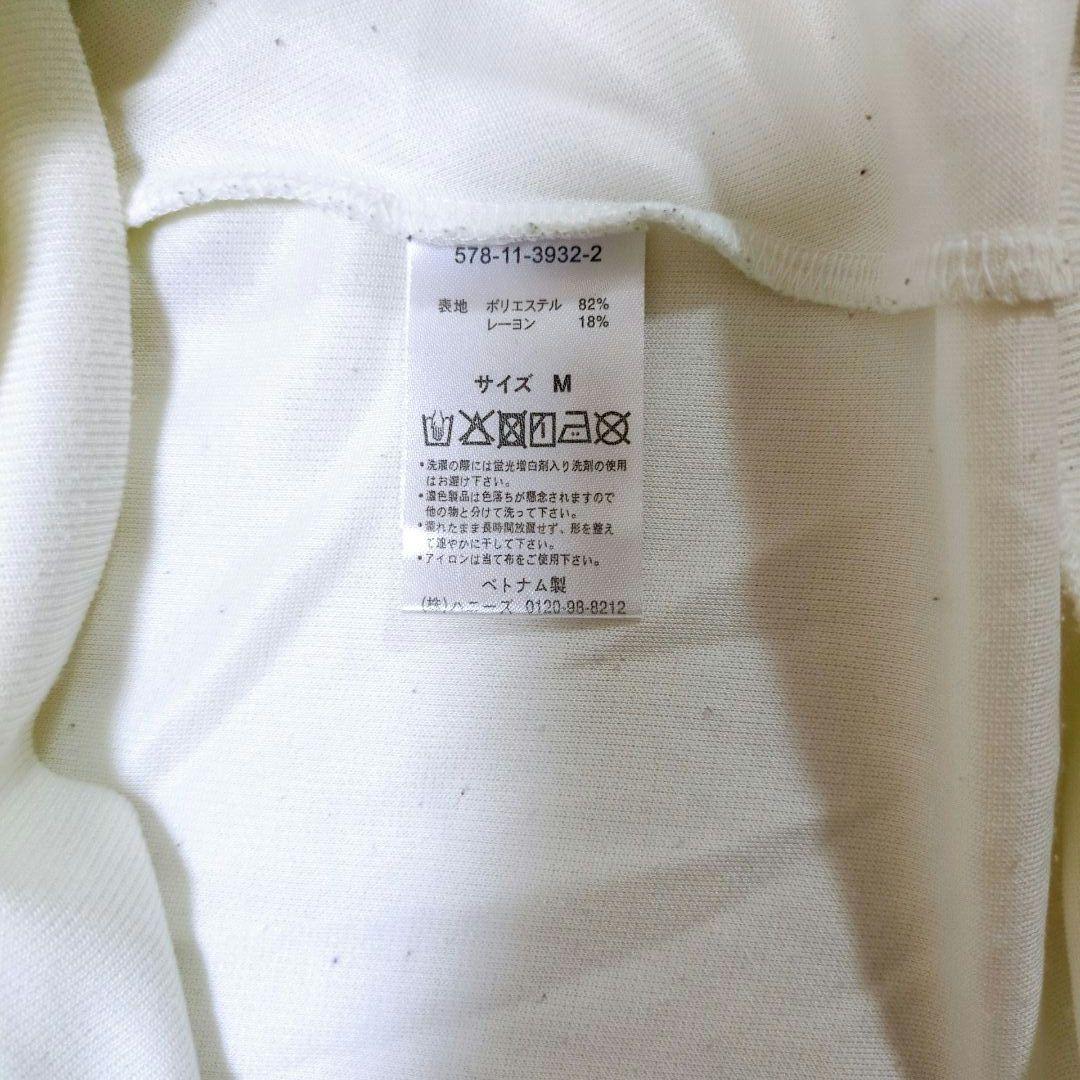 578-11-3932-2
表地 ポリエステル 82%
レーヨン 18%
サイズ M
•洗濯の際には蛍光増白剤入り洗剤の使用
はお避け下さい。
•濃色製品は色落ちが懸念されますので
他の物と分けて洗って下さい。
•濡れたまま長時間放置せず、形を整え
て速やかに干して下さい。
•アイロンは当て布をご使用下さい。
ベトナム製
(株)ハニーズ 0120-98-8212